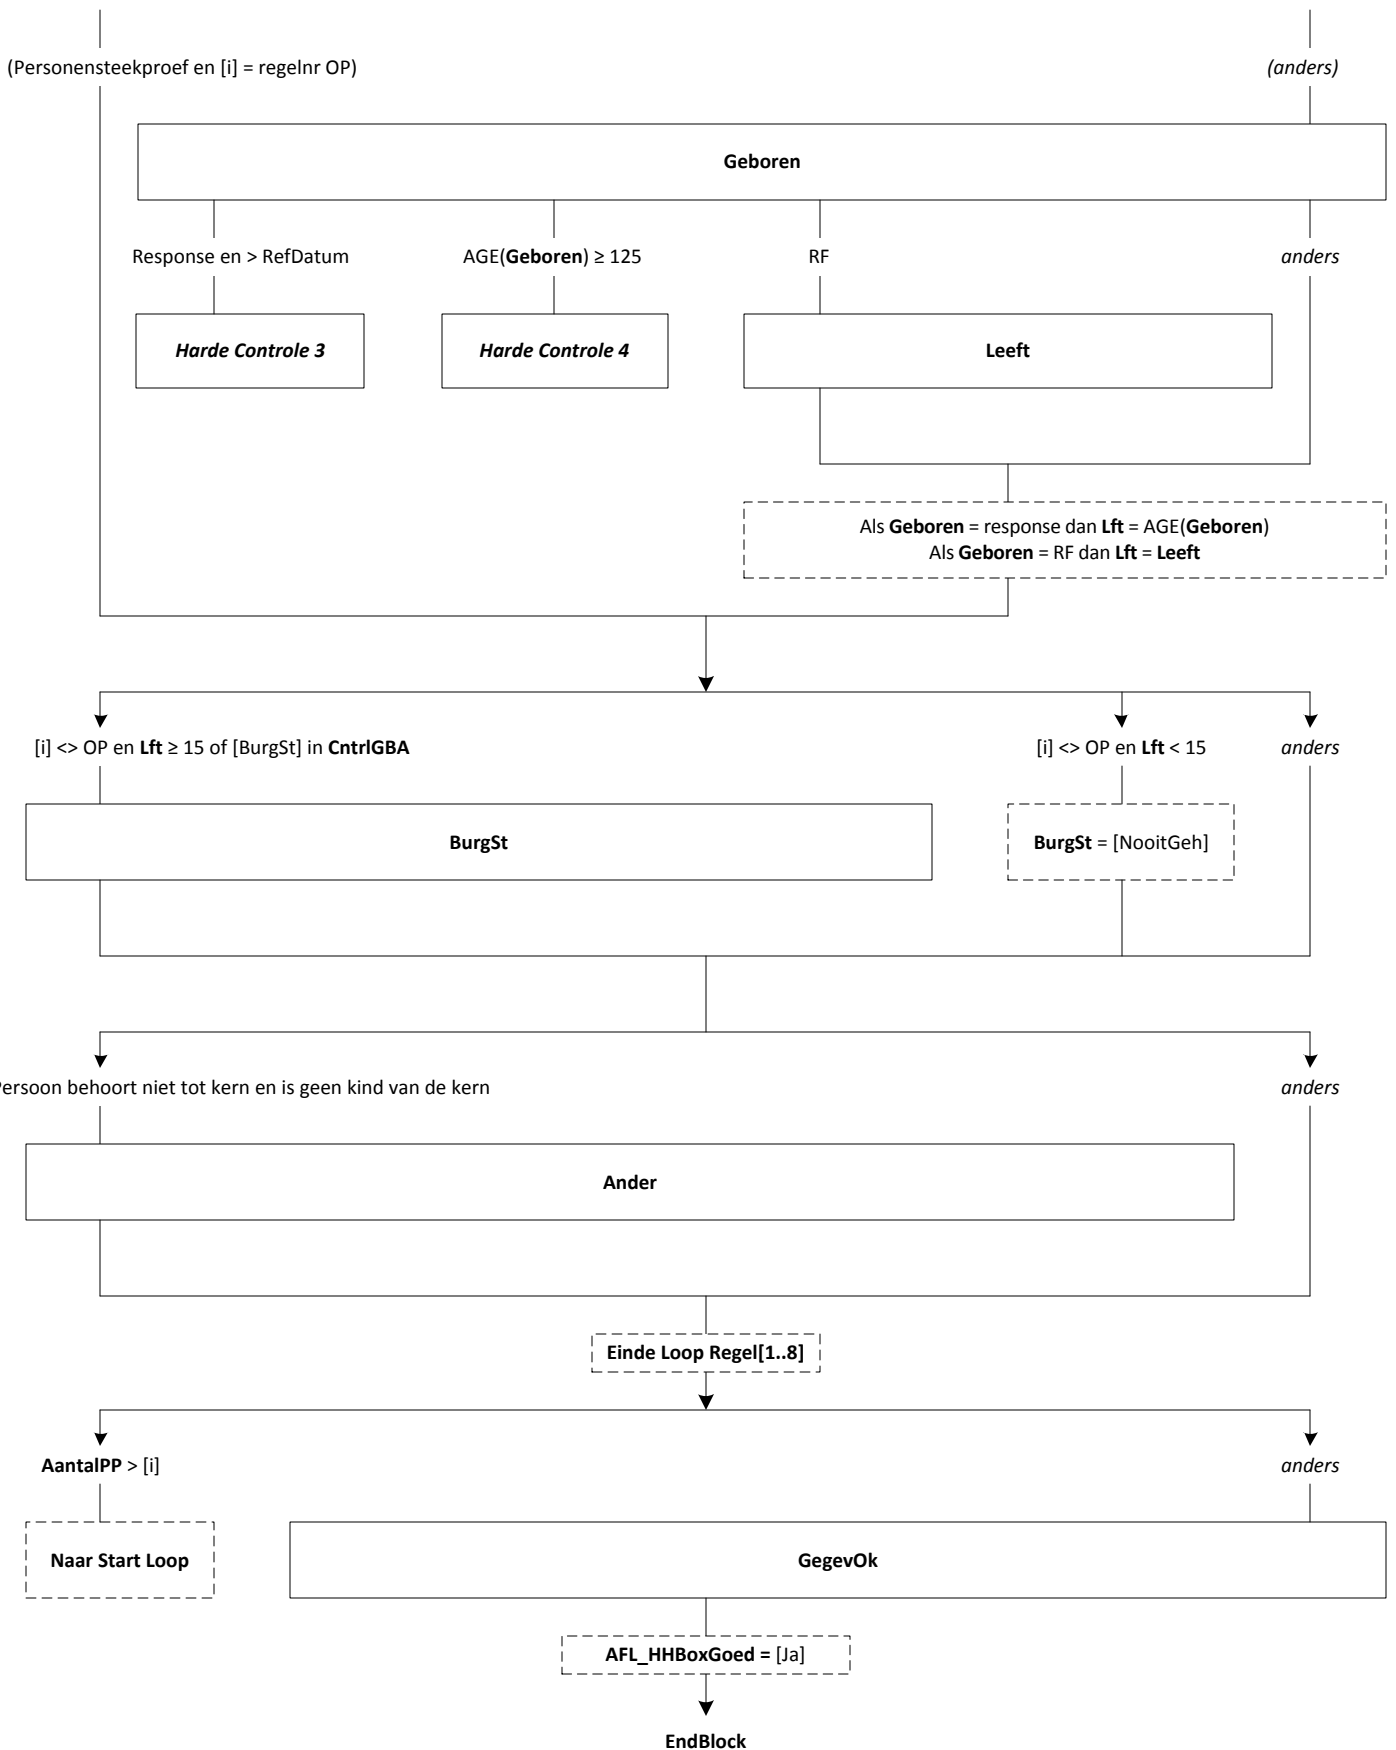 (Personensteekproef en [i] = regelnr OP)
(anders)
Geboren
Response en > RefDatum
AGE(Geboren) ≥ 125
RF
anders
Harde Controle 3
Harde Controle 4
Leeft
Als Geboren = response dan Lft = AGE(Geboren)
Als Geboren = RF dan Lft = Leeft
[i] <> OP en Lft ≥ 15 of [BurgSt] in CntrlGBA
[i] <> OP en Lft < 15
anders
BurgSt
BurgSt = [NooitGeh]
Persoon behoort niet tot kern en is geen kind van de kern
anders
Ander
Einde Loop Regel[1..8]
AantalPP > [i]
anders
Naar Start Loop
GegevOk
AFL_HHBoxGoed = [Ja]
EndBlock